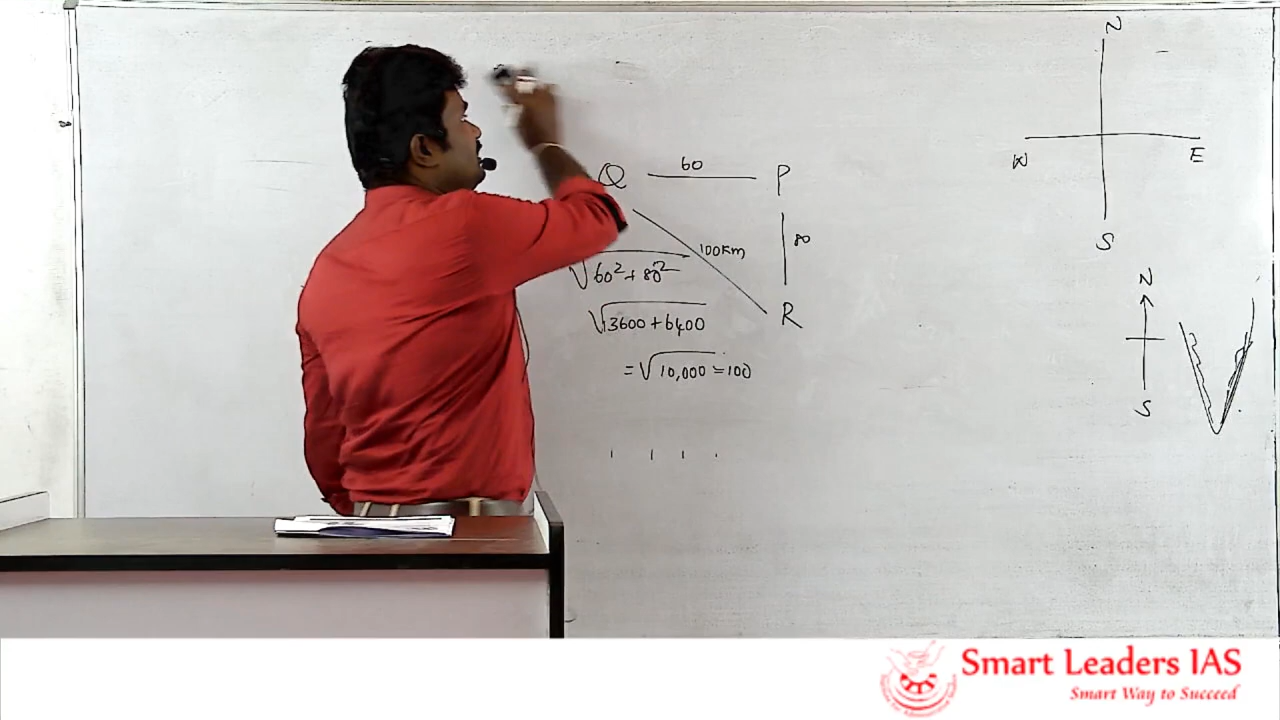 N
W E
S
Q 60 P
80
100Km
√60²+80²
√3600+6400
=√10,000 =100
R
N
S
Smart Leaders IAS
Smart Way to Succeed